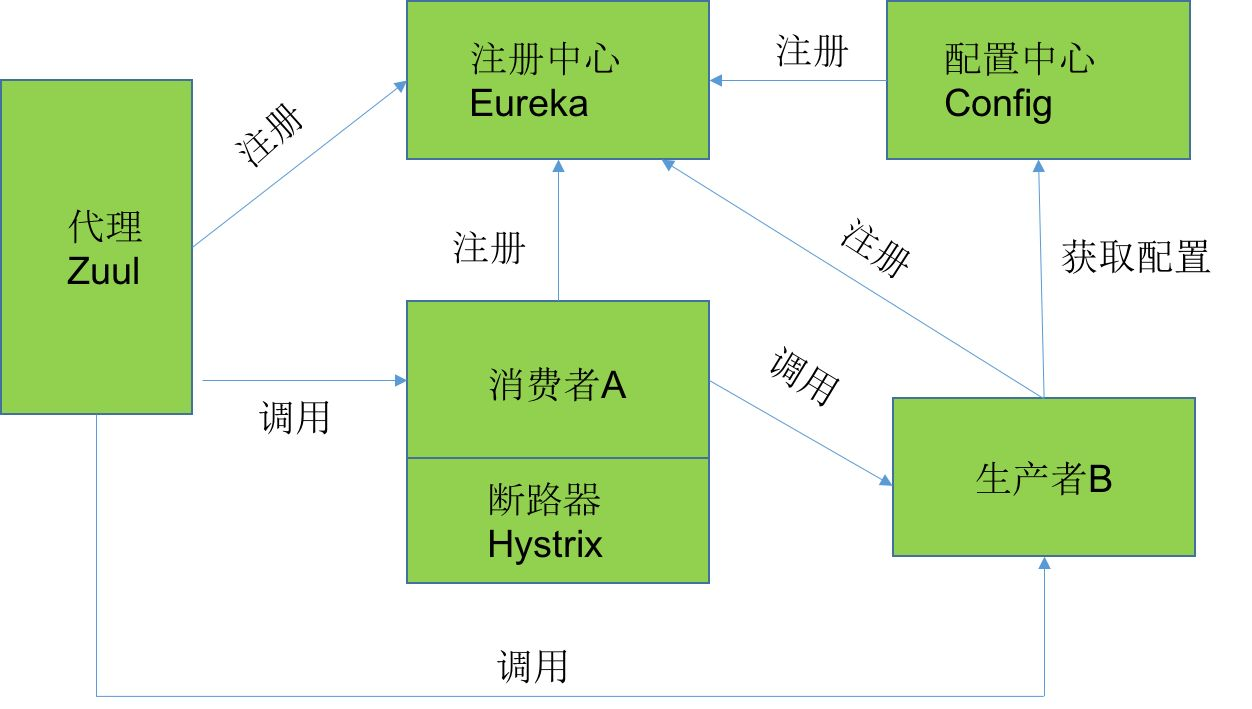 注册中心
Eureka
注册
配置中心
Config
注册
代理
Zuul
注册
注册
获取配置
调用
消费者A
调用
断路器
Hystrix
生产者B
调用